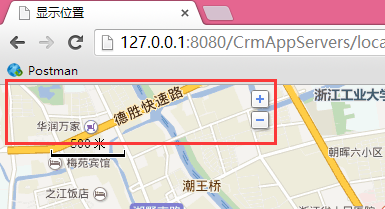 显示位置
127.0.0.1:8080/CrmAppServers/loca
Postman
德胜快速路
浙江工业大
华润万家
500 米
梅苑宾馆
朝晖六小区
潮王桥
之江饭店